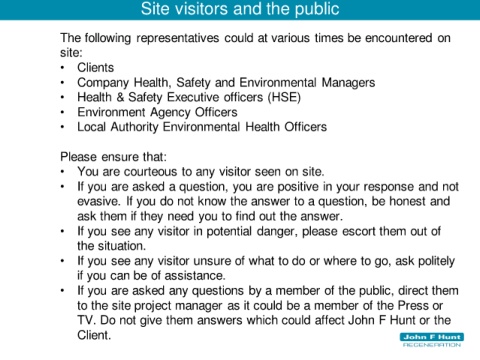 Site visitors and the public
The following representatives could at various times be encountered on
site:
• Clients
• Company Health, Safety and Environmental Managers
• Health & Safety Executive officers (HSE)
• Environment Agency Officers
• Local Authority Environmental Health Officers
Please ensure that:
• You are courteous to any visitor seen on site.
• If you are asked a question, you are positive in your response and not
evasive. If you do not know the answer to a question, be honest and
ask them if they need you to find out the answer.
• If you see any visitor in potential danger, please escort them out of
the situation.
• If you see any visitor unsure of what to do or where to go, ask politely
if you can be of assistance.
• If you are asked any questions by a member of the public, direct them
to the site project manager as it could be a member of the Press or
TV. Do not give them answers which could affect John F Hunt or the
Client.
John F Hunt
REGENERATION